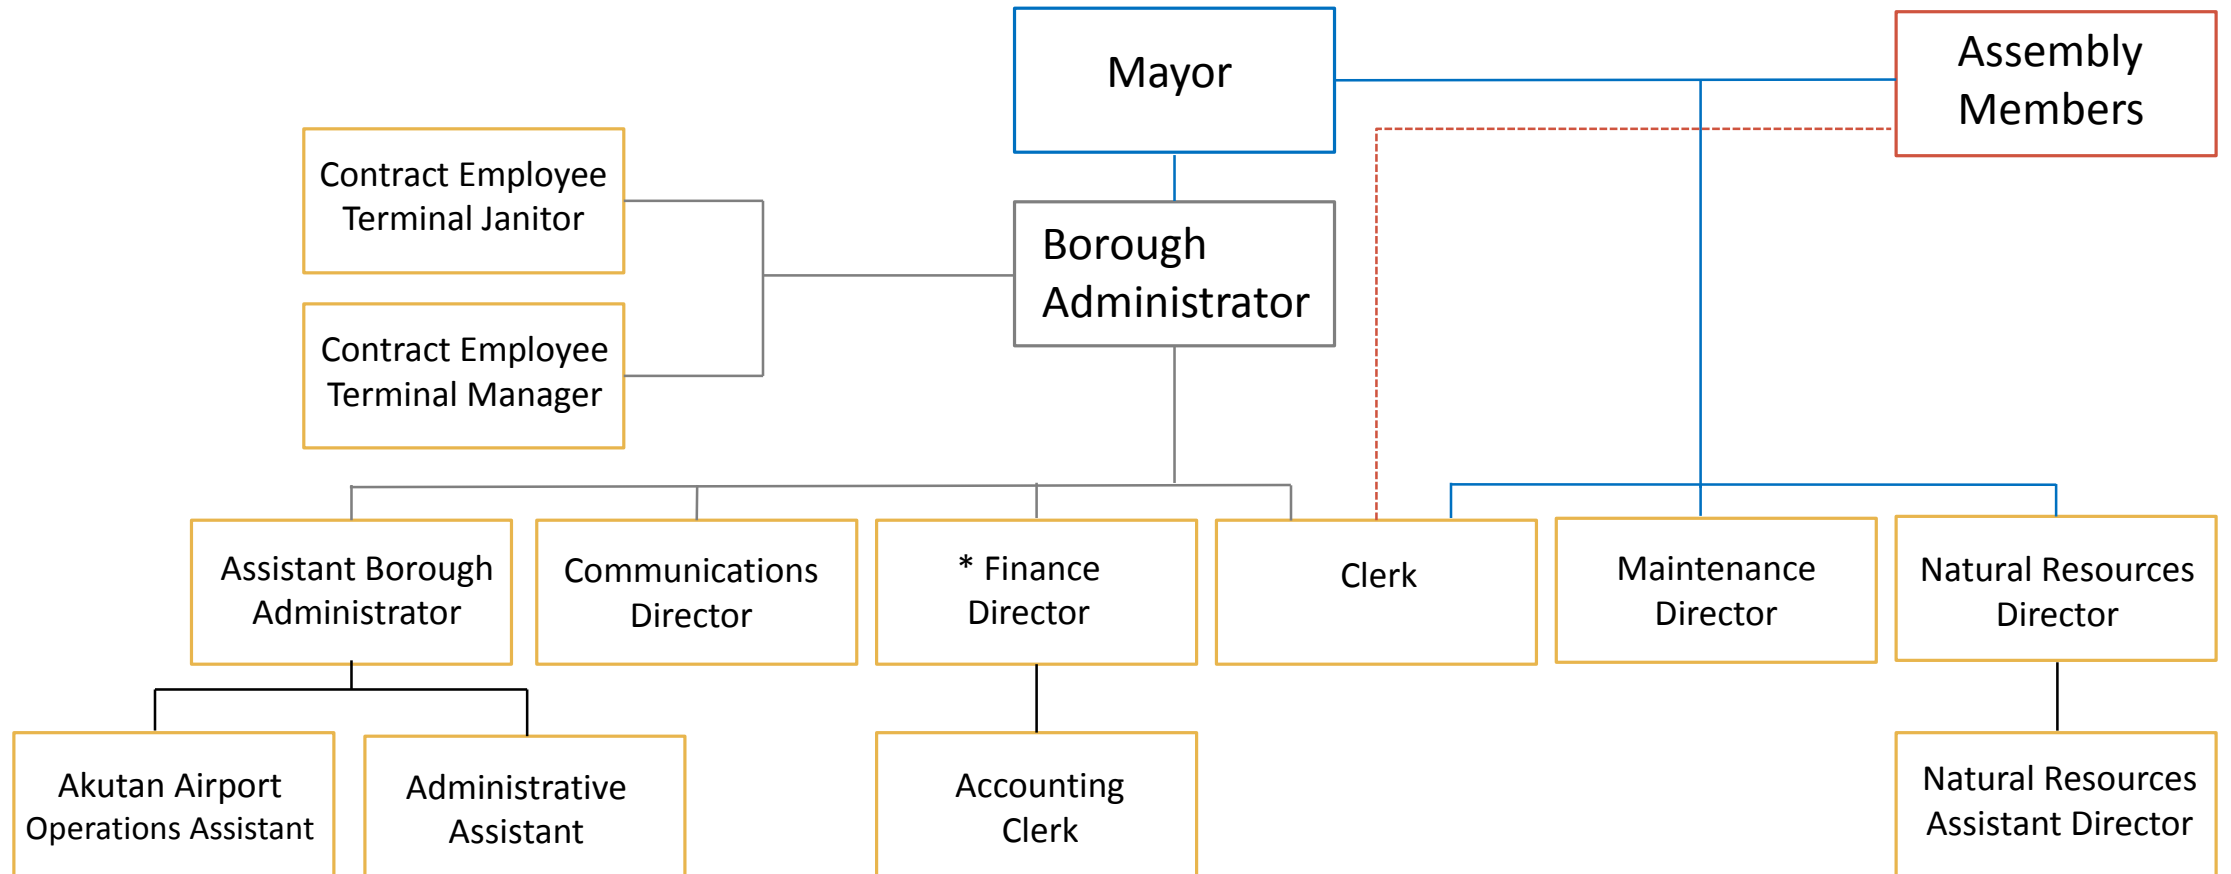 Mayor
Assembly
Members
Contract Employee
Terminal Janitor
Borough
Administrator
Contract Employee
Terminal Manager
Assistant Borough
Administrator
Communications
Director
* Finance
Director
Clerk
Maintenance
Director
Natural Resources
Director
Akutan Airport
Operations Assistant
Administrative
Assistant
Accounting
Clerk
Natural Resources
Assistant Director